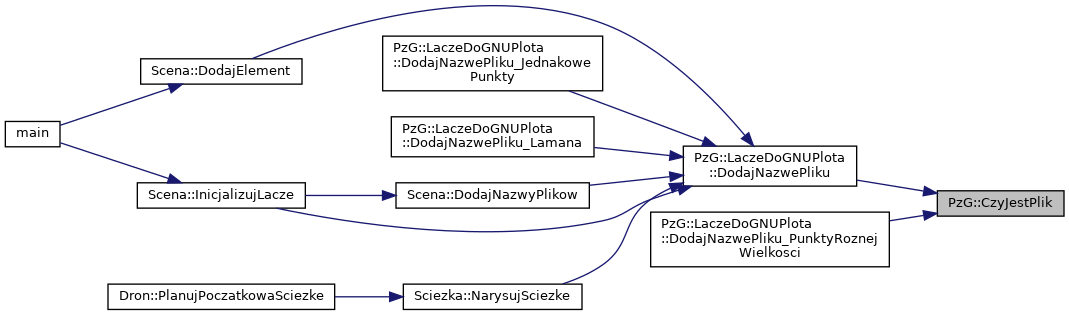 main
Scena::DodajElement
Scena::InicjalizujLacze
Dron::PlanujPoczatkowaSciezke
PzG::LaczeDoGNUPlota
::DodajNazwePliku_Jednakowe
Punkty
PzG::LaczeDoGNUPlota
::DodajNazwePliku_Lamana
Scena::DodajNazwyPlikow
Sciezka::NarysujSciezke
PzG::LaczeDoGNUPlota
::DodajNazwePliku
PzG::LaczeDoGNUPlota
::DodajNazwePliku_PunktyRoznej
Wielkosci
PzG::CzyJestPlik